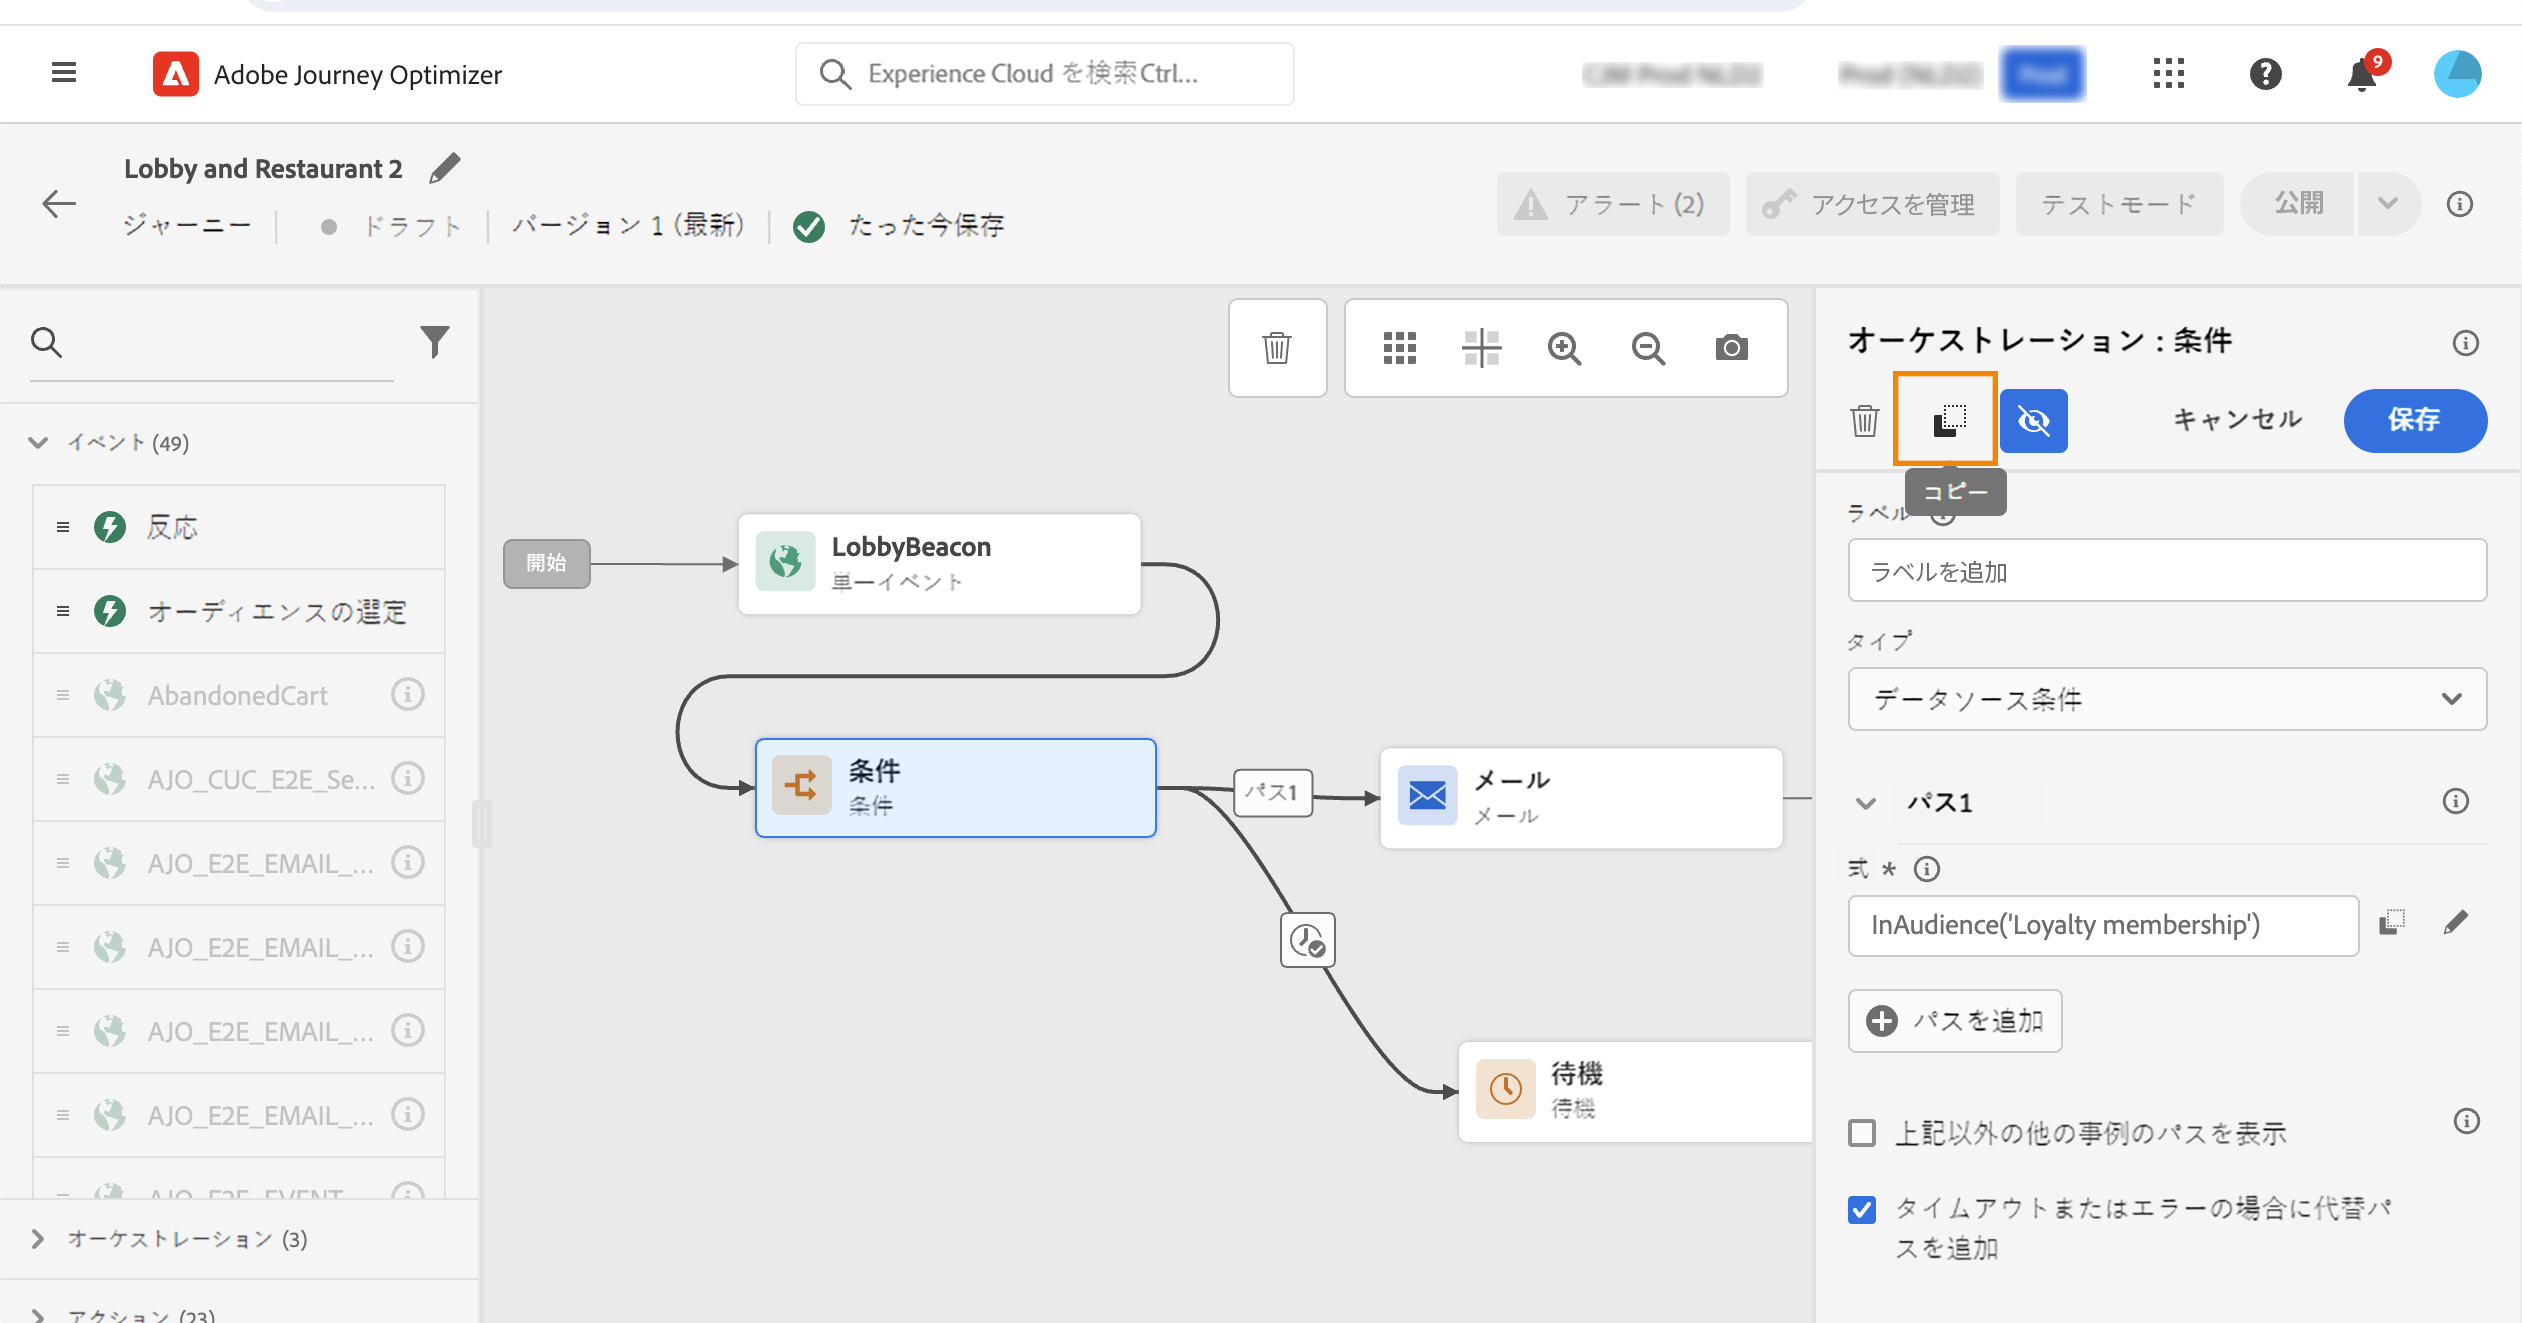 Adobe Journey Optimizer
Experience Cloud を検索Ctrl...
9
Lobby and Restaurant 2
ジャーニー
ドラフト
バージョン 1 (最新)
たった今保存
アラート (2)
アクセスを管理
テストモード
公開
イベント (49)
反応
オーディエンスの選定
AbandonedCart
AJO_CUC_E2E_Se...
AJO_E2E_EMAIL_...
AJO_E2E_EMAIL_...
AJO_E2E_EMAIL_...
AJO_E2E_EMAIL_...
AJO_E2E_EVENT
オーケストレーション (3)
アクション (23)
開始
LobbyBeacon
単一イベント
条件
条件
パス1
メール
メール
待機
待機
オーケストレーション : 条件
キャンセル
保存
コピー
ラベル
ラベルを追加
タイプ
データソース条件
パス1
式 *
InAudience('Loyalty membership')
パスを追加
上記以外の他の事例のパスを表示
タイムアウトまたはエラーの場合に代替パ
スを追加